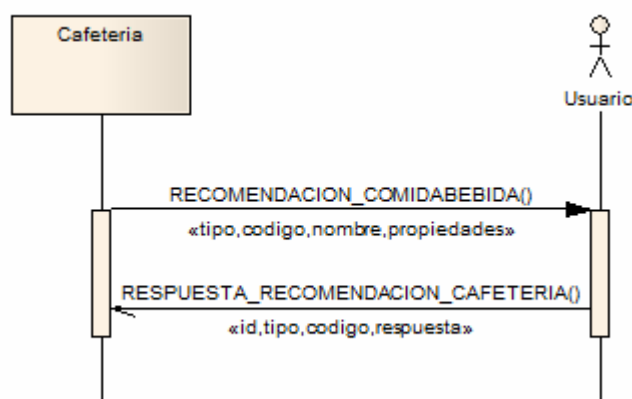 Cafeteria
Usuario
RECOMENDACION_COMIDABEBIDA()
«tipo,codigo,nombre,propiedades»
RESPUESTA_RECOMENDACION_CAFETERIA()
«id,tipo,codigo,respuesta»